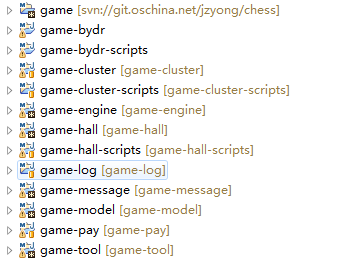 game [svn://git.oschina.net/jzyong/chess]
game-bydr
game-bydr-scripts
game-cluster [game-cluster]
game-cluster-scripts [game-cluster-scripts]
game-engine [game-engine]
game-hall [game-hall]
game-hall-scripts [game-hall-scripts]
game-log [game-log]
game-message [game-message]
game-model [game-model]
game-pay [game-pay]
game-tool [game-tool]